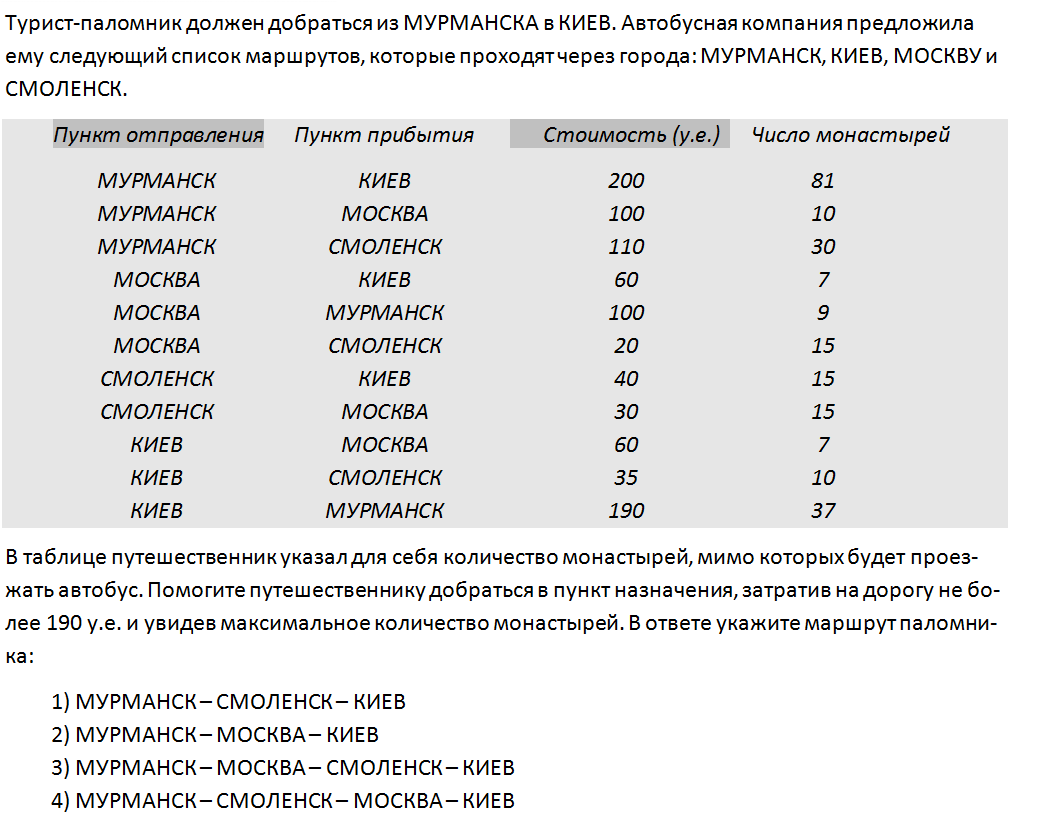 Турист-паломник должен добраться из МУРМАНСКА в КИЕВ. Автобусная компания предложила
ему следующий список маршрутов, которые проходят через города: МУРМАНСК, КИЕВ, МОСКВУ и
СМОЛЕНСК.
Пункт отправления Пункт прибытия Стоимость (у.е.) Число монастырей
МУРМАНСК КИЕВ 200 81
МУРМАНСК МОСКВА 100 10
МУРМАНСК СМОЛЕНСК 110 30
МОСКВА КИЕВ 60 7
МОСКВА МУРМАНСК 100 9
МОСКВА СМОЛЕНСК 20 15
СМОЛЕНСК КИЕВ 40 15
СМОЛЕНСК МОСКВА 30 15
КИЕВ МОСКВА 60 7
КИЕВ СМОЛЕНСК 35 10
КИЕВ МУРМАНСК 190 37
В таблице путешественник указал для себя количество монастырей, мимо которых будет проез-
жать автобус. Помогите путешественнику добраться в пункт назначения, затратив на дорогу не бо-
лее 190 у.е. и увидев максимальное количество монастырей. В ответе укажите маршрут паломни-
ка:
1) МУРМАНСК – СМОЛЕНСК – КИЕВ
2) МУРМАНСК – МОСКВА – КИЕВ
3) МУРМАНСК – МОСКВА – СМОЛЕНСК – КИЕВ
4) МУРМАНСК – СМОЛЕНСК – МОСКВА – КИЕВ